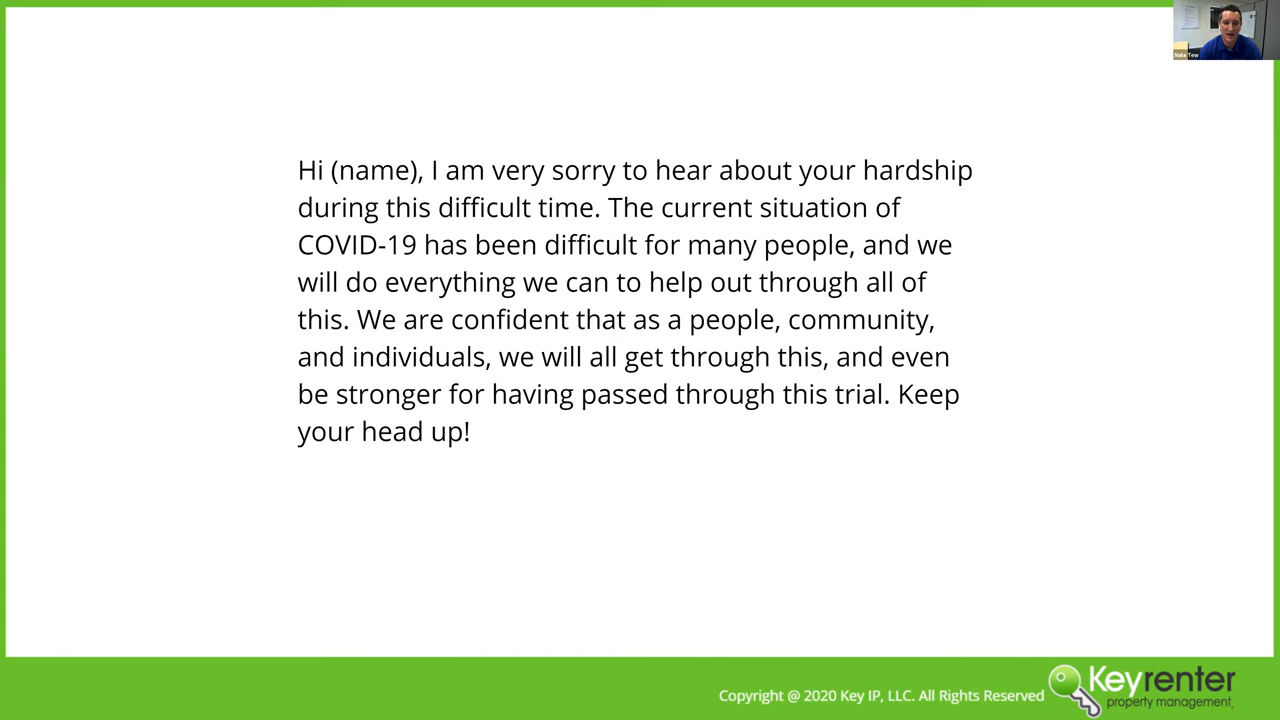 Nate Tew
Hi (name), I am very sorry to hear about your hardship
during this difficult time. The current situation of
COVID-19 has been difficult for many people, and we
will do everything we can to help out through all of
this. We are confident that as a people, community,
and individuals, we will all get through this, and even
be stronger for having passed through this trial. Keep
your head up!
Copyright @ 2020 Key IP, LLC. All Rights Reserved
Keyrenter
property management